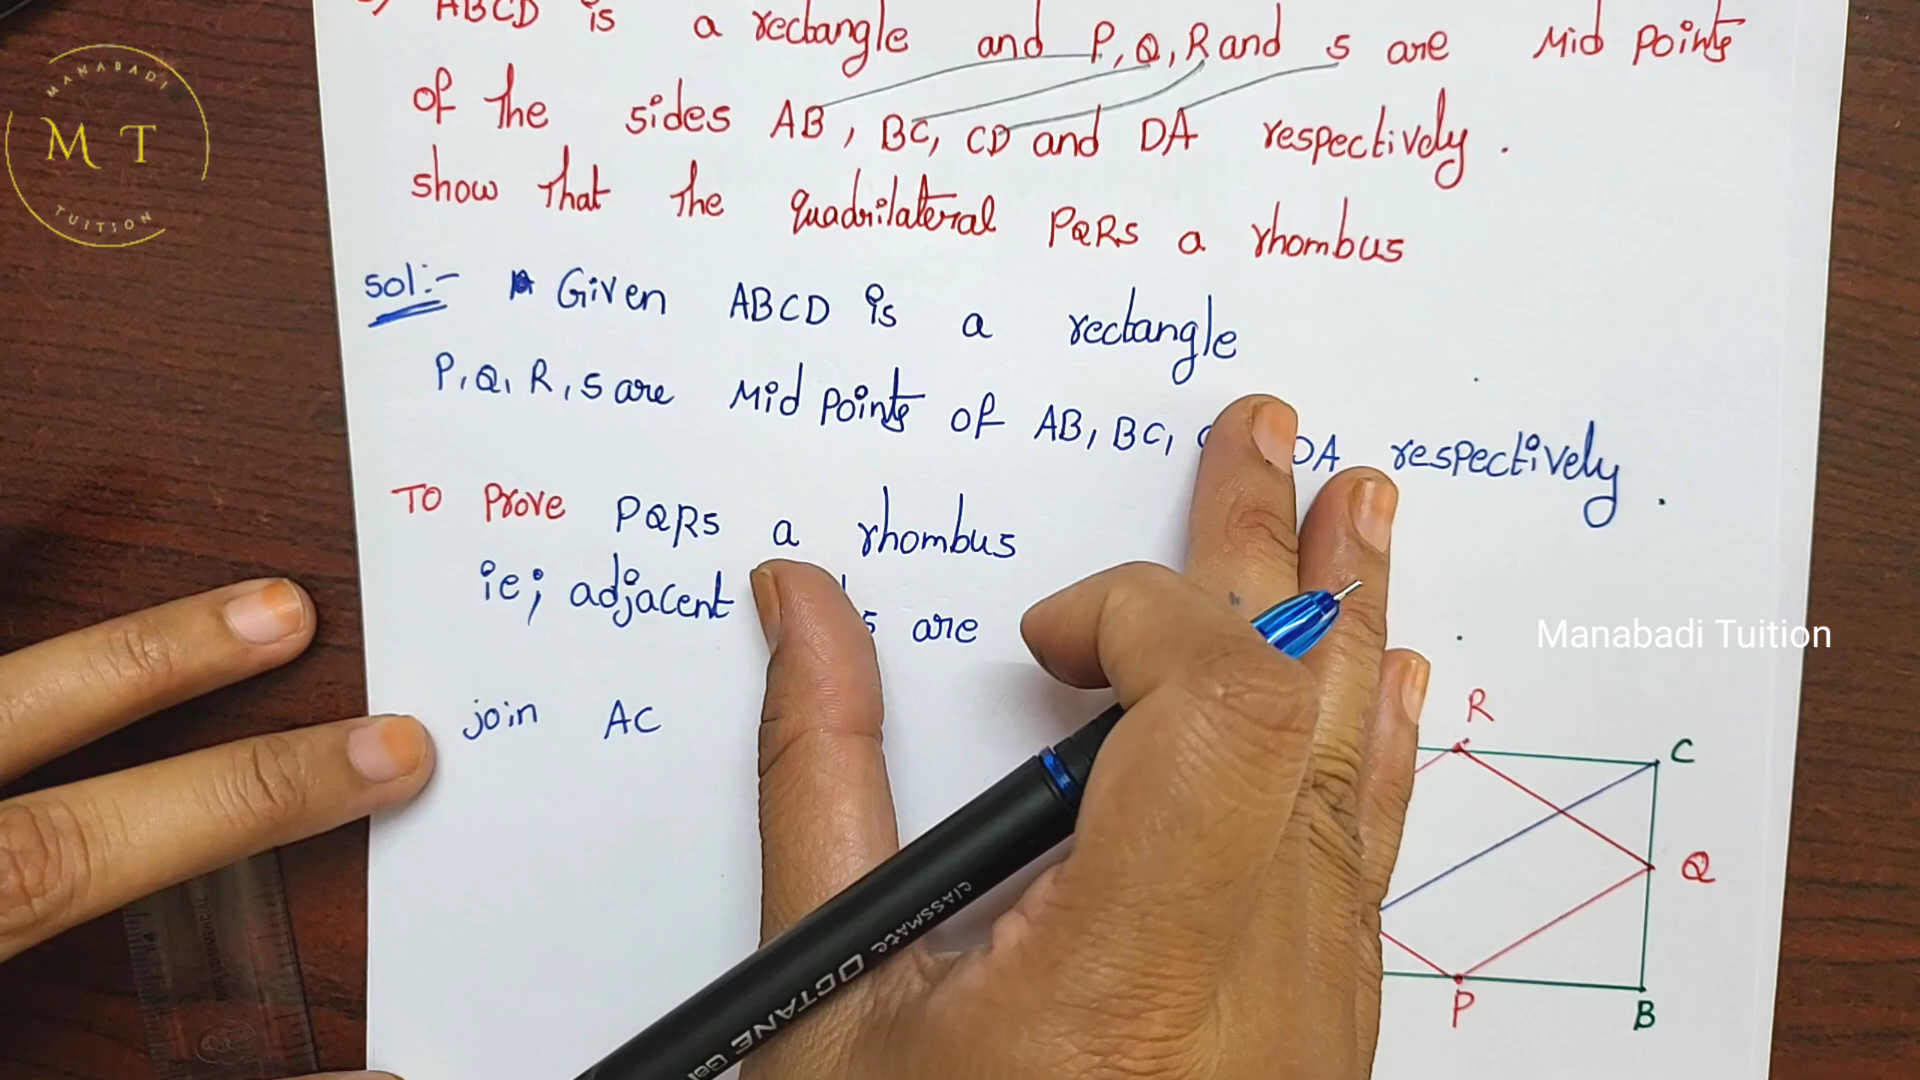 ABCD is a rectangle and P, Q, R and S are Mid points
of the sides AB, BC, CD and DA respectively.
show that the quadrilateral PQRS a rhombus
Sol:- Given ABCD is a rectangle
P, Q, R, S are Mid points of AB, BC, DA respectively.
To Prove PQRS a rhombus
ie; adjacent are
join AC
R
C
Q
P
B
MANABADI
MT
TUITION
Manabadi Tuition
classmate OCTANE Gel